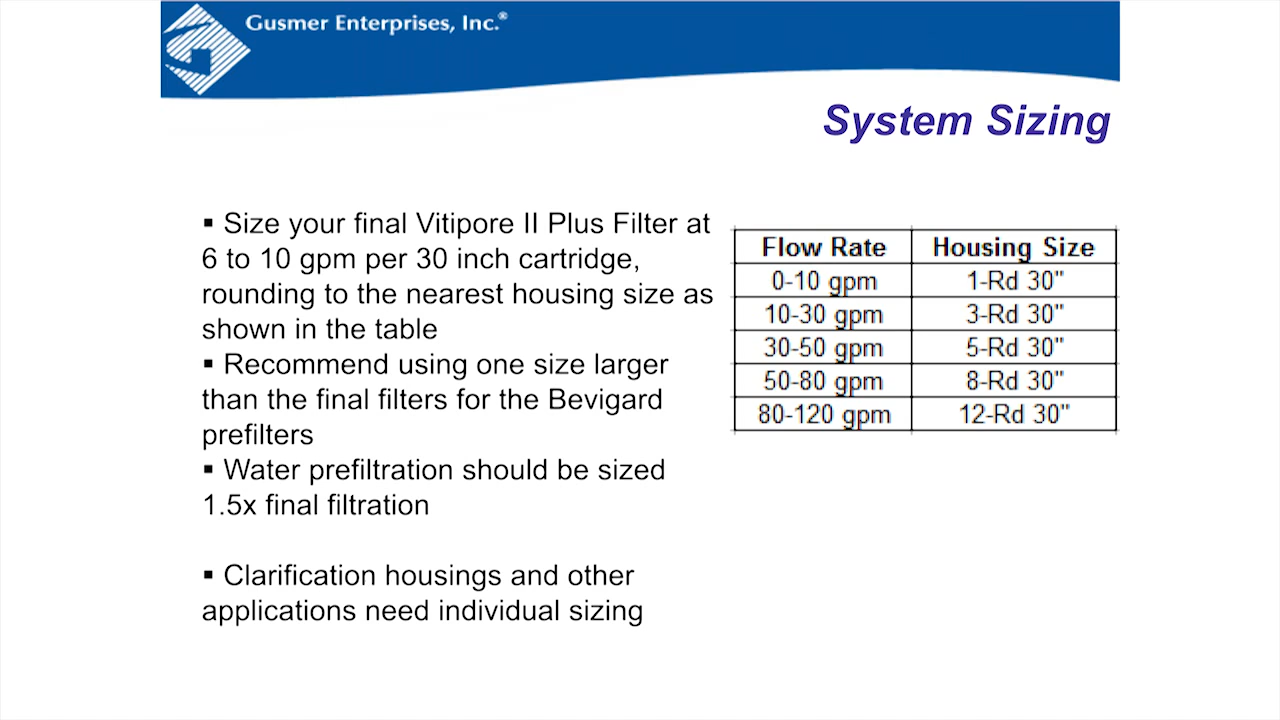 Gusmer Enterprises, Inc.®
System Sizing
▪ Size your final Vitipore II Plus Filter at
6 to 10 gpm per 30 inch cartridge,
rounding to the nearest housing size as
shown in the table
▪ Recommend using one size larger
than the final filters for the Bevigard
prefilters
▪ Water prefiltration should be sized
1.5x final filtration
▪ Clarification housings and other
applications need individual sizing
Flow Rate Housing Size
0-10 gpm 1-Rd 30"
10-30 gpm 3-Rd 30"
30-50 gpm 5-Rd 30"
50-80 gpm 8-Rd 30"
80-120 gpm 12-Rd 30"